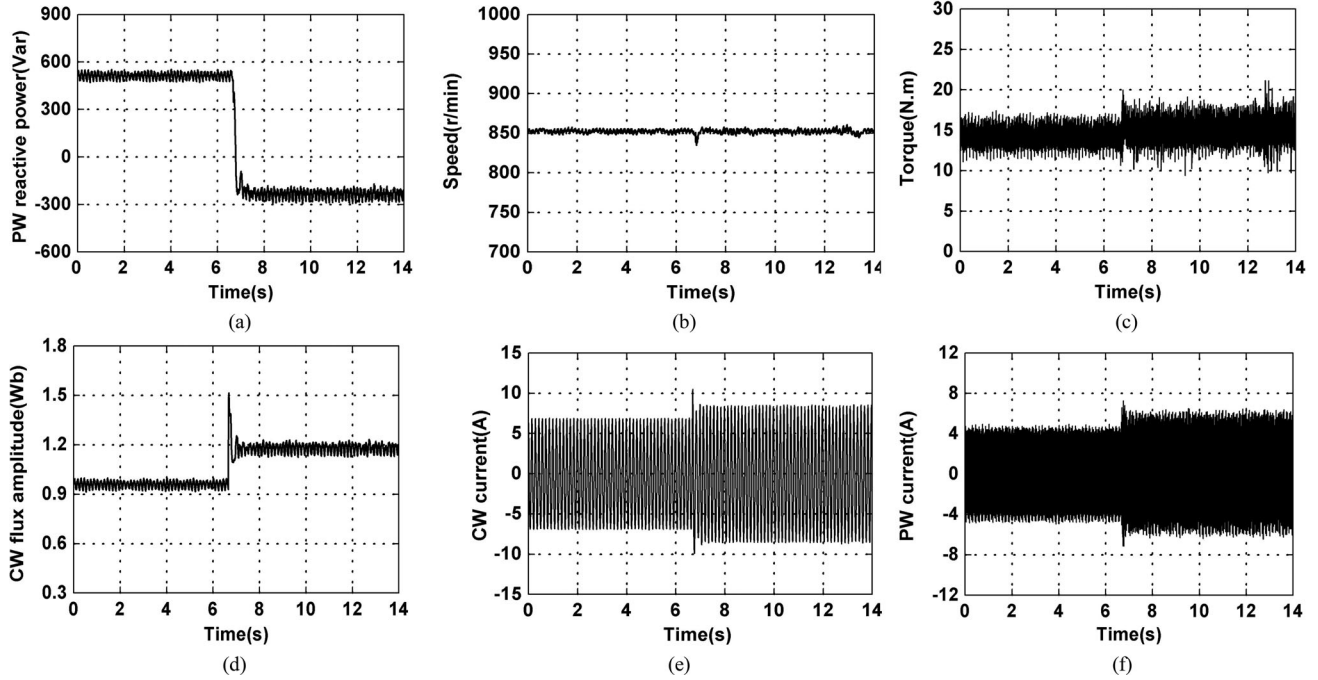 900
600
300
0
-300
-600
0 2 4 6 8 10 12 14
PW reactive power(Var)
Time(s)
(a)
1000
950
900
850
800
750
700
0 2 4 6 8 10 12 14
Speed(r/min)
Time(s)
(b)
30
25
20
15
10
5
0
0 2 4 6 8 10 12 14
Torque(N.m)
Time(s)
(c)
1.8
1.5
1.2
0.9
0.6
0.3
0 2 4 6 8 10 12 14
CW flux amplitude(Wb)
Time(s)
(d)
15
10
5
0
-5
-10
-15
0 2 4 6 8 10 12 14
CW current(A)
Time(s)
(e)
12
8
4
0
-4
-8
-12
0 2 4 6 8 10 12 14
PW current(A)
Time(s)
(f)